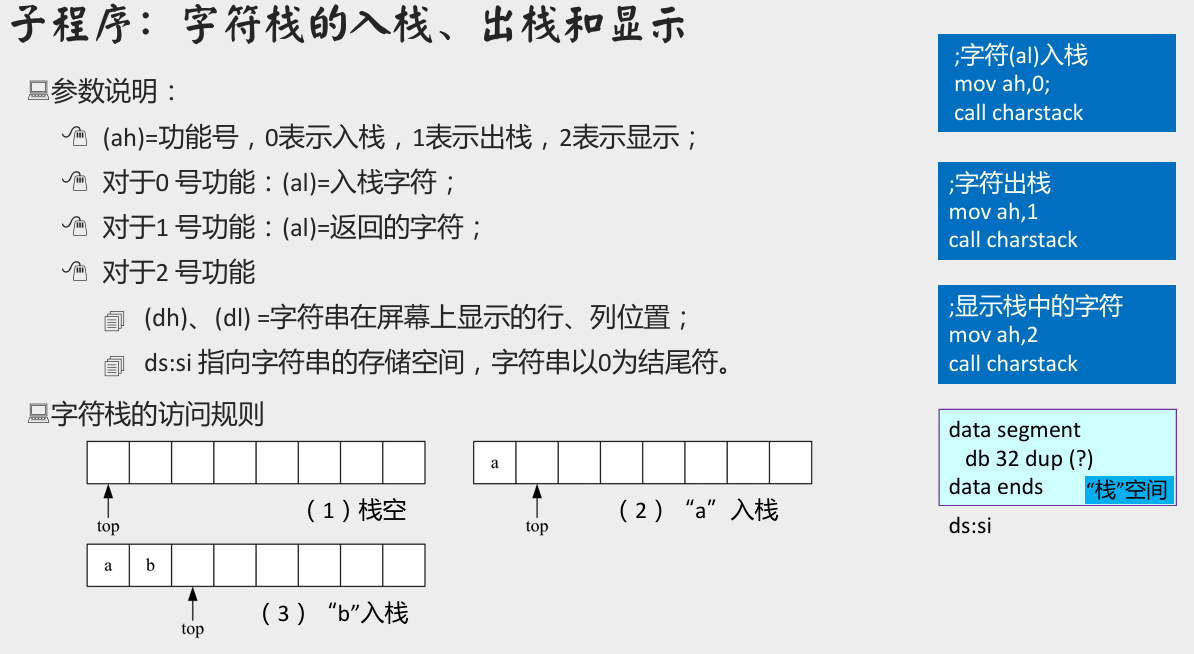 子程序：字符栈的入栈、出栈和显示
参数说明：
(ah)=功能号，0表示入栈，1表示出栈，2表示显示；
对于0 号功能：(al)=入栈字符；
对于1 号功能：(al)=返回的字符；
对于2 号功能
(dh)、(dl) =字符串在屏幕上显示的行、列位置；
ds:si 指向字符串的存储空间，字符串以0为结尾符。
字符栈的访问规则
top
（1）栈空
a
top
（2）“a”入栈
a b
top
（3）“b”入栈
;字符(al)入栈
mov ah,0;
call charstack
;字符出栈
mov ah,1
call charstack
;显示栈中的字符
mov ah,2
call charstack
data segment
db 32 dup (?)
data ends
“栈”空间
ds:si